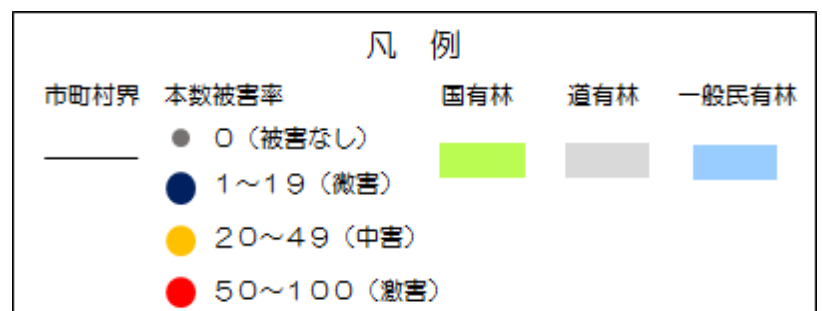 凡 例
市町村界 本数被害率 国有林 道有林 一般民有林
０（被害なし）
１～１９（微害）
２０～４９（中害）
５０～１００（激害）